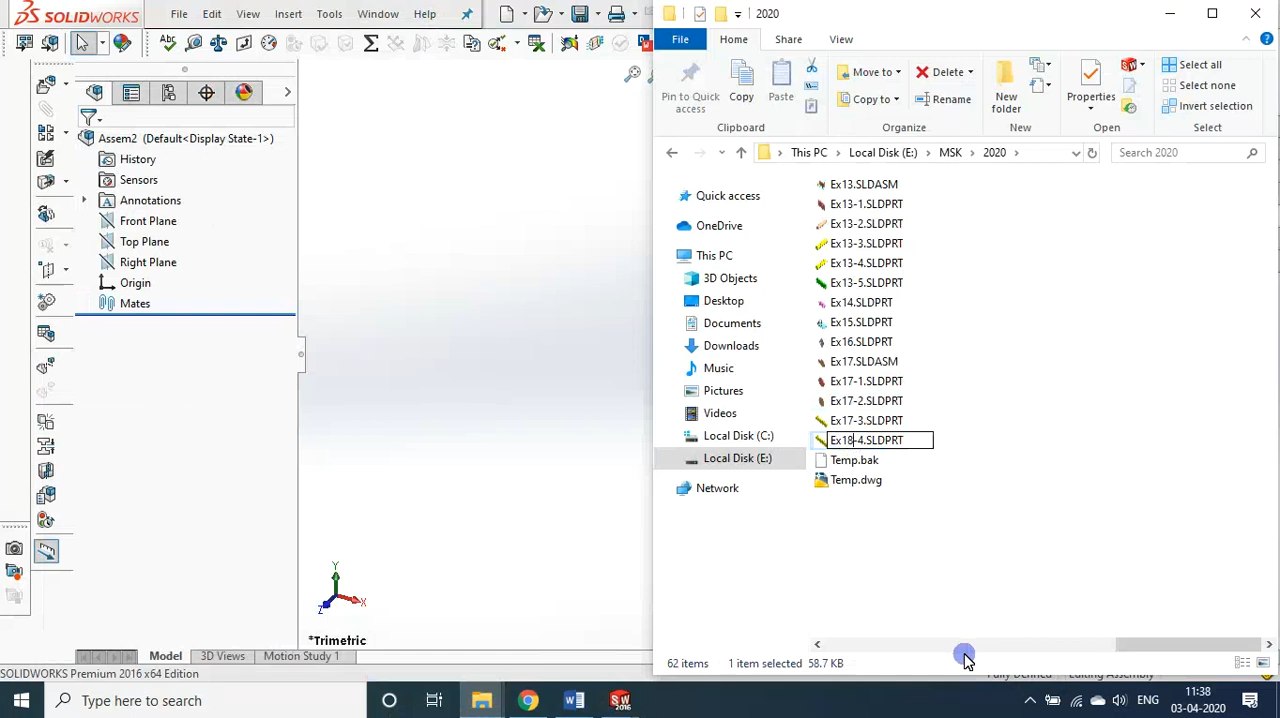 SOLIDWORKS File Edit View Insert Tools Window Help
Assem2 (Default<Display State-1>)
History
Sensors
Annotations
Front Plane
Top Plane
Right Plane
Origin
Mates
Y
Z X
*Trimetric
Model 3D Views Motion Study 1
SOLIDWORKS Premium 2016 x64 Edition
2020
File Home Share View
Pin to Quick access
Copy
Paste
Clipboard
Move to
Copy to
Delete
Rename
Organize
New folder
New
Properties
Open
Select all
Select none
Invert selection
Select
This PC Local Disk (E:) MSK 2020
Search 2020
Quick access
OneDrive
This PC
3D Objects
Desktop
Documents
Downloads
Music
Pictures
Videos
Local Disk (C:)
Local Disk (E:)
Network
Ex13.SLDASM
Ex13-1.SLDPRT
Ex13-2.SLDPRT
Ex13-3.SLDPRT
Ex13-4.SLDPRT
Ex13-5.SLDPRT
Ex14.SLDPRT
Ex15.SLDPRT
Ex16.SLDPRT
Ex17.SLDASM
Ex17-1.SLDPRT
Ex17-2.SLDPRT
Ex17-3.SLDPRT
Ex18-4.SLDPRT
Temp.bak
Temp.dwg
62 items 1 item selected 58.7 KB
Type here to search
SW 2016
ENG
11:38
03-04-2020